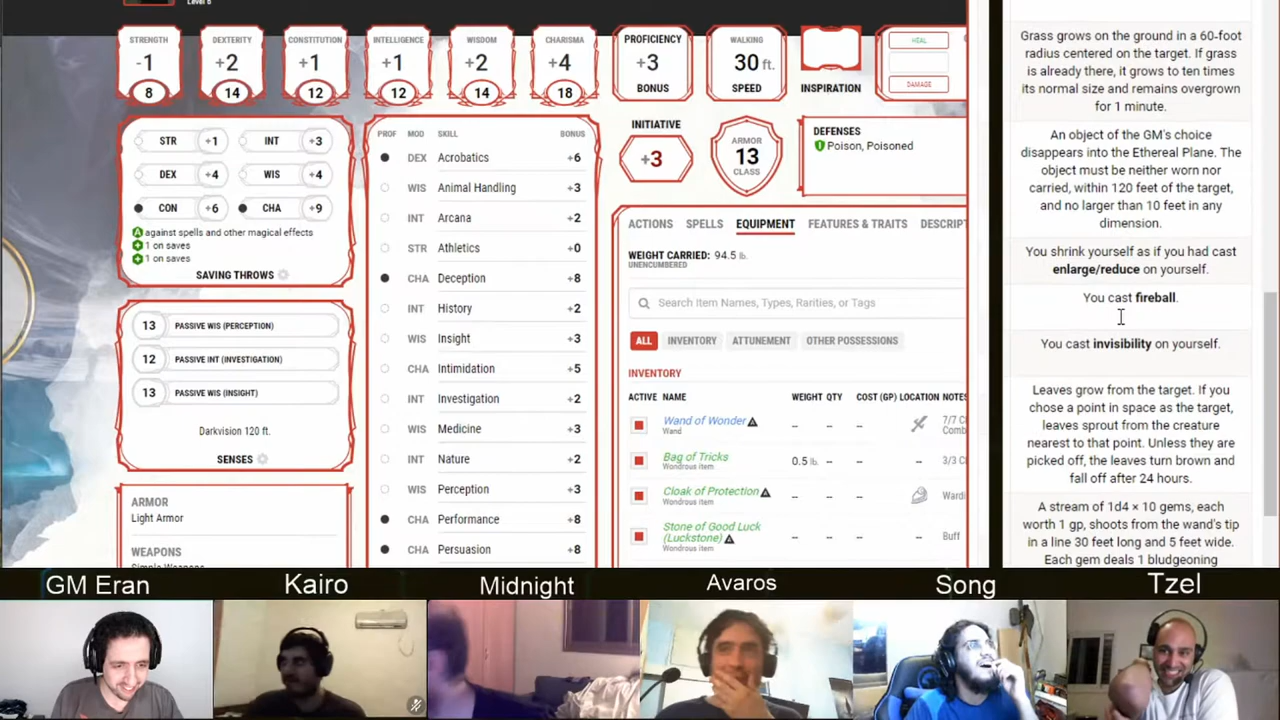 Level 6
STRENGTH
-1
8
DEXTERITY
+2
14
CONSTITUTION
+1
12
INTELLIGENCE
+1
12
WISDOM
+2
14
CHARISMA
+4
18
PROFICIENCY
+3
BONUS
WALKING
30 ft.
SPEED
INSPIRATION
HEAL
DAMAGE
STR +1
INT +3
DEX +4
WIS +4
CON +6
CHA +9
A against spells and other magical effects
1 on saves
1 on saves
SAVING THROWS
13 PASSIVE WIS (PERCEPTION)
12 PASSIVE INT (INVESTIGATION)
13 PASSIVE WIS (INSIGHT)
Darkvision 120 ft.
SENSES
ARMOR
Light Armor
WEAPONS
PROF MOD SKILL BONUS
DEX Acrobatics +6
WIS Animal Handling +3
INT Arcana +2
STR Athletics +0
CHA Deception +8
INT History +2
WIS Insight +3
CHA Intimidation +5
INT Investigation +2
WIS Medicine +3
INT Nature +2
WIS Perception +3
CHA Performance +8
CHA Persuasion +8
INITIATIVE
+3
ARMOR
13
CLASS
DEFENSES
Poison, Poisoned
ACTIONS SPELLS EQUIPMENT FEATURES & TRAITS DESCRIPT
WEIGHT CARRIED: 94.5 lb.
UNENCUMBERED
Search Item Names, Types, Rarities, or Tags
ALL INVENTORY ATTUNEMENT OTHER POSSESSIONS
INVENTORY
ACTIVE NAME WEIGHT QTY COST (GP) LOCATION NOTES
Wand of Wonder -- -- -- 7/7 C
Wand Comb
Bag of Tricks 0.5 lb. -- -- -- 3/3 C
Wondrous item
Cloak of Protection -- -- -- Wardi
Wondrous item
Stone of Good Luck
(Luckstone) -- -- -- -- Buff
Wondrous item
Grass grows on the ground in a 60-foot
radius centered on the target. If grass
is already there, it grows to ten times
its normal size and remains overgrown
for 1 minute.
An object of the GM's choice
disappears into the Ethereal Plane. The
object must be neither worn nor
carried, within 120 feet of the target,
and no larger than 10 feet in any
dimension.
You shrink yourself as if you had cast
enlarge/reduce on yourself.
You cast fireball.
You cast invisibility on yourself.
Leaves grow from the target. If you
chose a point in space as the target,
leaves sprout from the creature
nearest to that point. Unless they are
picked off, the leaves turn brown and
fall off after 24 hours.
A stream of 1d4 × 10 gems, each
worth 1 gp, shoots from the wand's tip
in a line 30 feet long and 5 feet wide.
Each gem deals 1 bludgeoning
GM Eran
Kairo
Midnight
Avaros
Song
Tzel